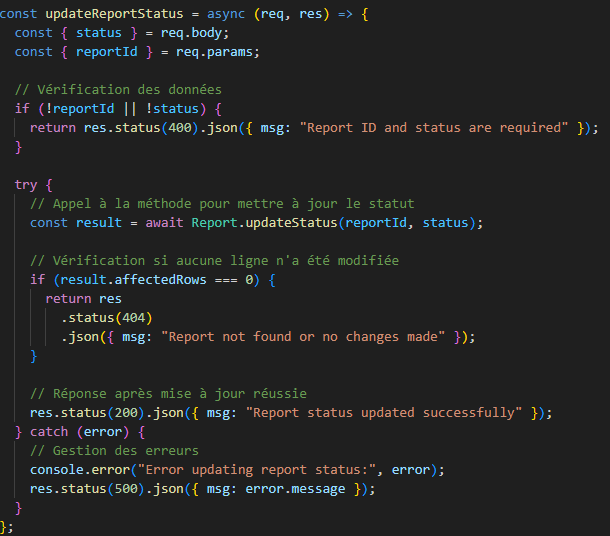 const updateReportStatus = async (req, res) => {
  const { status } = req.body;
  const { reportId } = req.params;

  // Vérification des données
  if (!reportId || !status) {
    return res.status(400).json({ msg: "Report ID and status are required" });
  }

  try {
    // Appel à la méthode pour mettre à jour le statut
    const result = await Report.updateStatus(reportId, status);

    // Vérification si aucune ligne n'a été modifiée
    if (result.affectedRows === 0) {
      return res
        .status(404)
        .json({ msg: "Report not found or no changes made" });
    }

    // Réponse après mise à jour réussie
    res.status(200).json({ msg: "Report status updated successfully" });
  } catch (error) {
    // Gestion des erreurs
    console.error("Error updating report status:", error);
    res.status(500).json({ msg: error.message });
  }
};